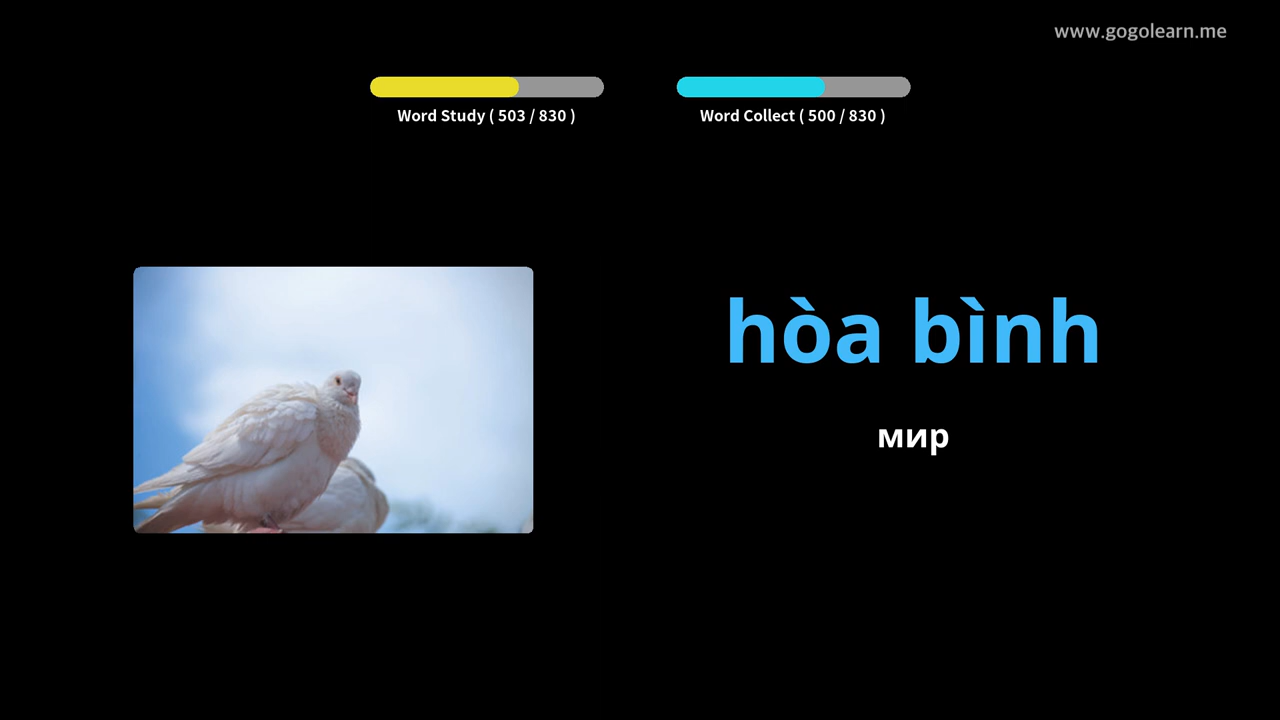 www.gogolearn.me
Word Study ( 503 / 830 )
Word Collect ( 500 / 830 )
hòa bình
мир